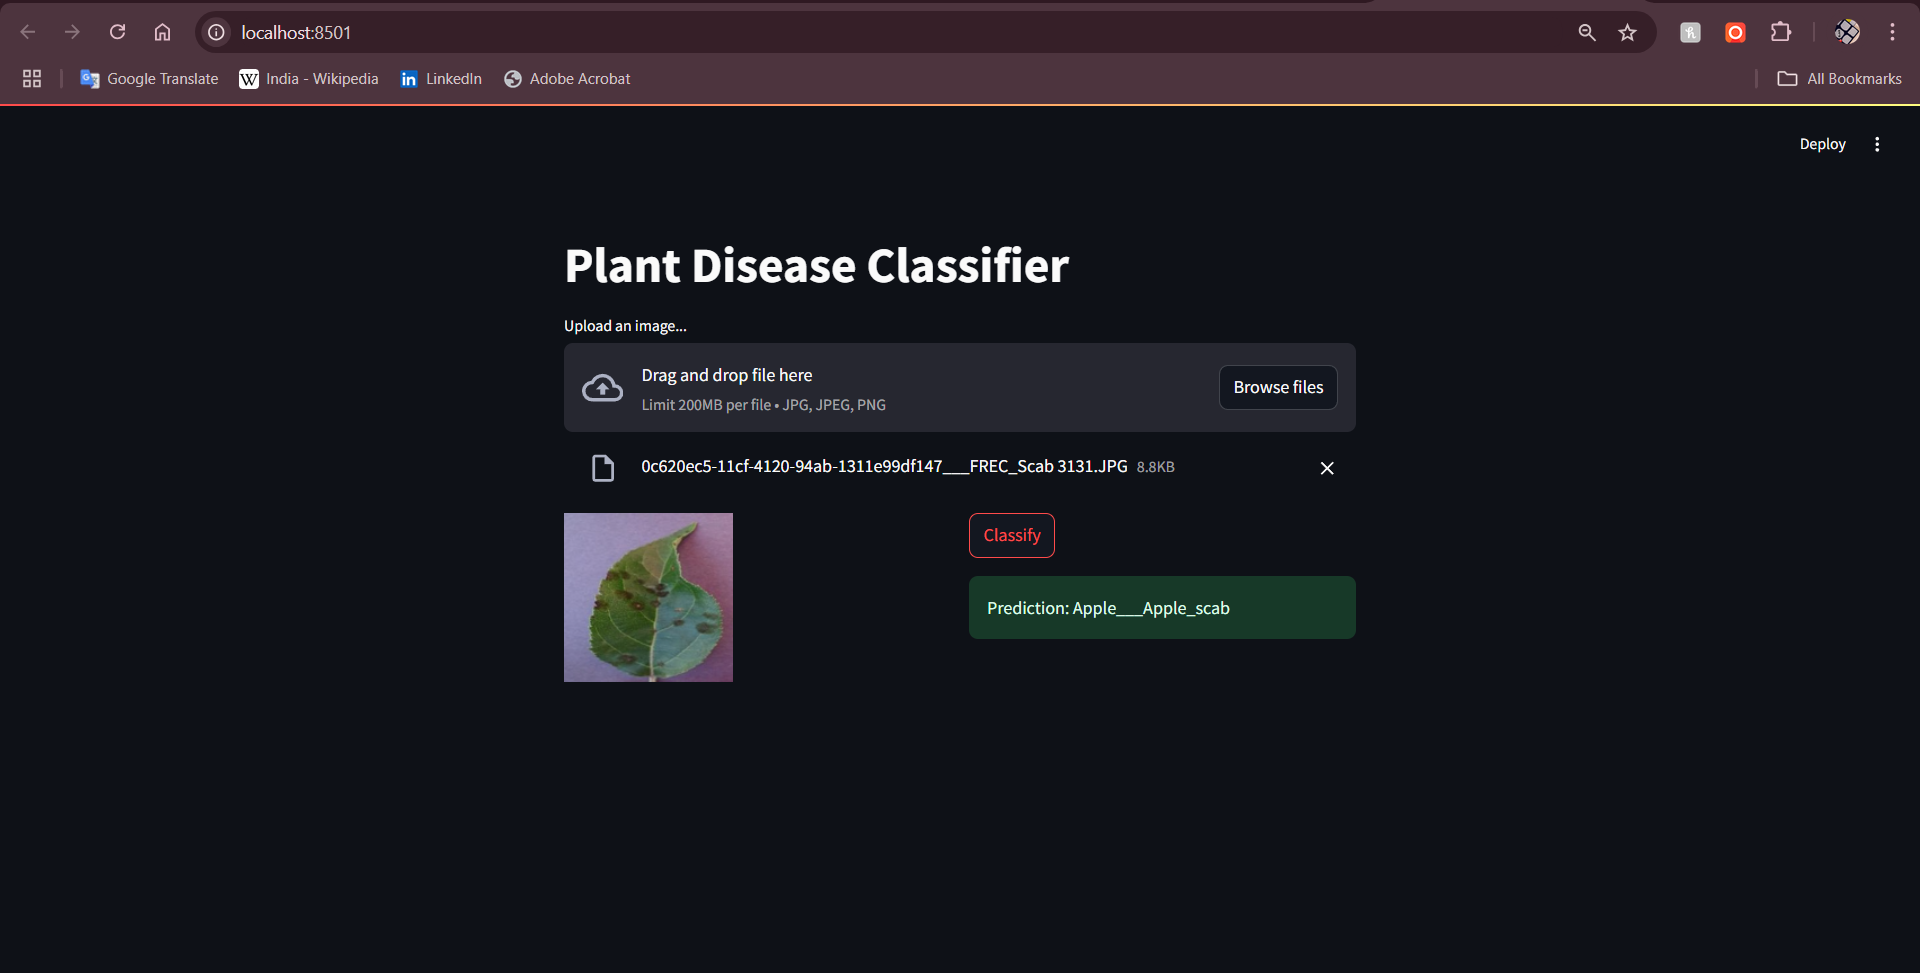 localhost:8501
Google Translate
India - Wikipedia
LinkedIn
Adobe Acrobat
All Bookmarks
Deploy
Plant Disease Classifier
Upload an image...
Drag and drop file here
Limit 200MB per file • JPG, JPEG, PNG
Browse files
0c620ec5-11cf-4120-94ab-1311e99df147___FREC_Scab 3131.JPG 8.8KB
Classify
Prediction: Apple___Apple_scab